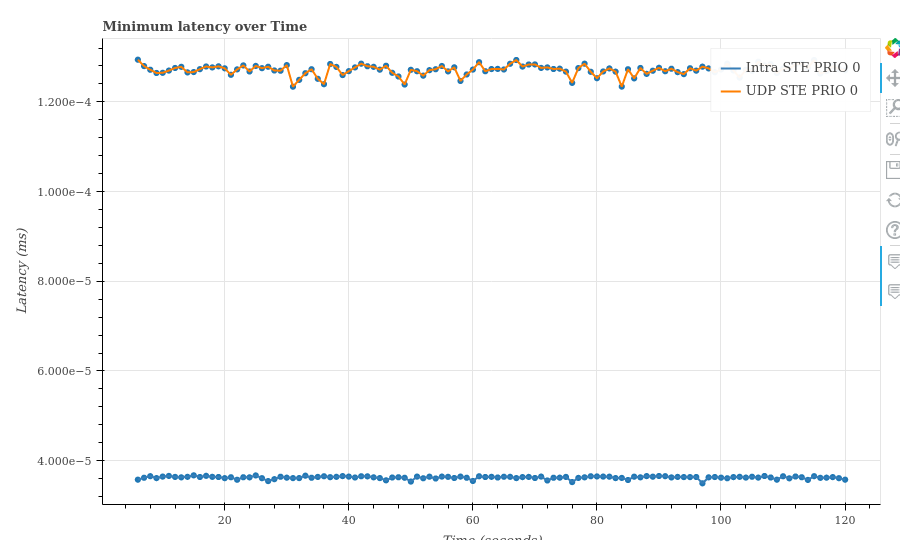 Minimum latency over Time
Intra STE PRIO 0
UDP STE PRIO 0
1.200e−4
1.000e−4
8.000e−5
6.000e−5
4.000e−5
Latency (ms)
20
40
60
80
100
120
Time (seconds)